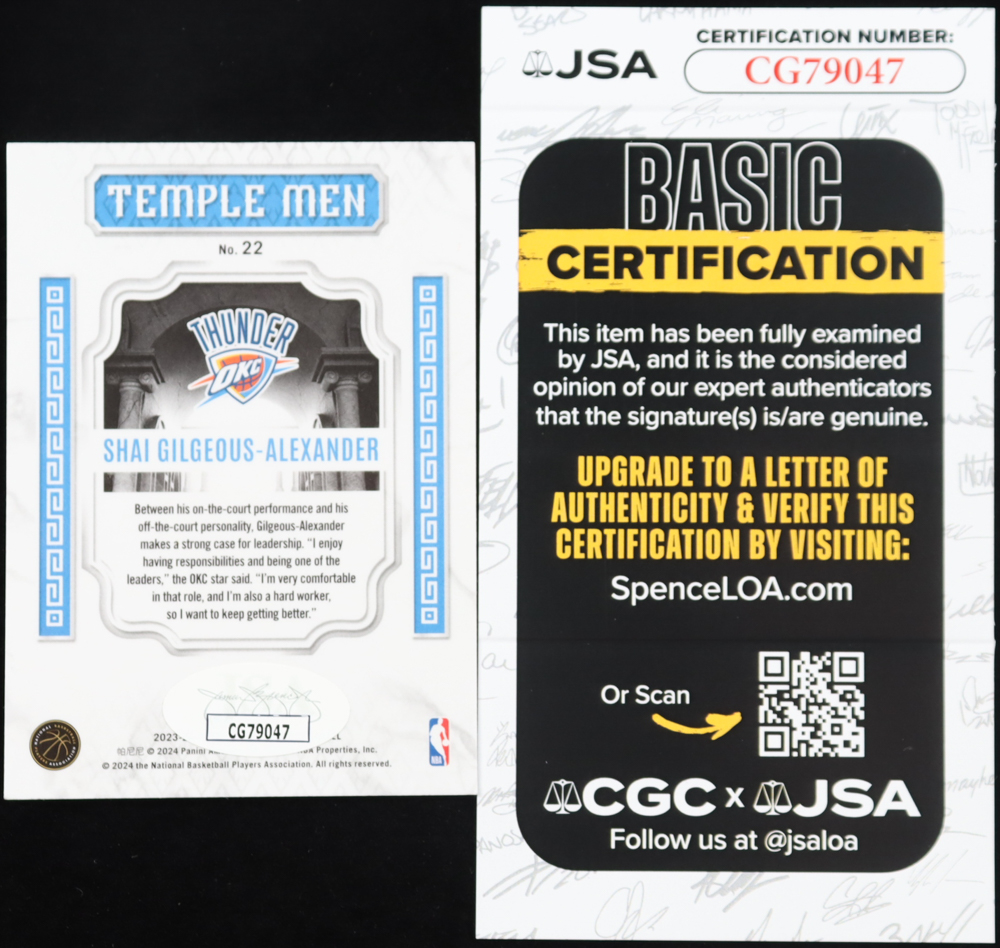 TEMPLE MEN
No. 22
THUNDER
OKC
SHAI GILGEOUS-ALEXANDER
Between his on-the-court performance and his
off-the-court personality, Gilgeous-Alexander
makes a strong case for leadership. "I enjoy
having responsibilities and being one of the
leaders," the OKC star said. "I'm very comfortable
in that role, and I'm also a hard worker,
so I want to keep getting better."
CG79047
2023-
帕尼尼 © 2024 Panini Properties, Inc.
© 2024 the National Basketball Players Association. All rights reserved.
NBA
JSA
CERTIFICATION NUMBER:
CG79047
BASIC
CERTIFICATION
This item has been fully examined
by JSA, and it is the considered
opinion of our expert authenticators
that the signature(s) is/are genuine.
UPGRADE TO A LETTER OF
AUTHENTICITY & VERIFY THIS
CERTIFICATION BY VISITING:
SpenceLOA.com
Or Scan
CGC x JSA
Follow us at @jsaloa